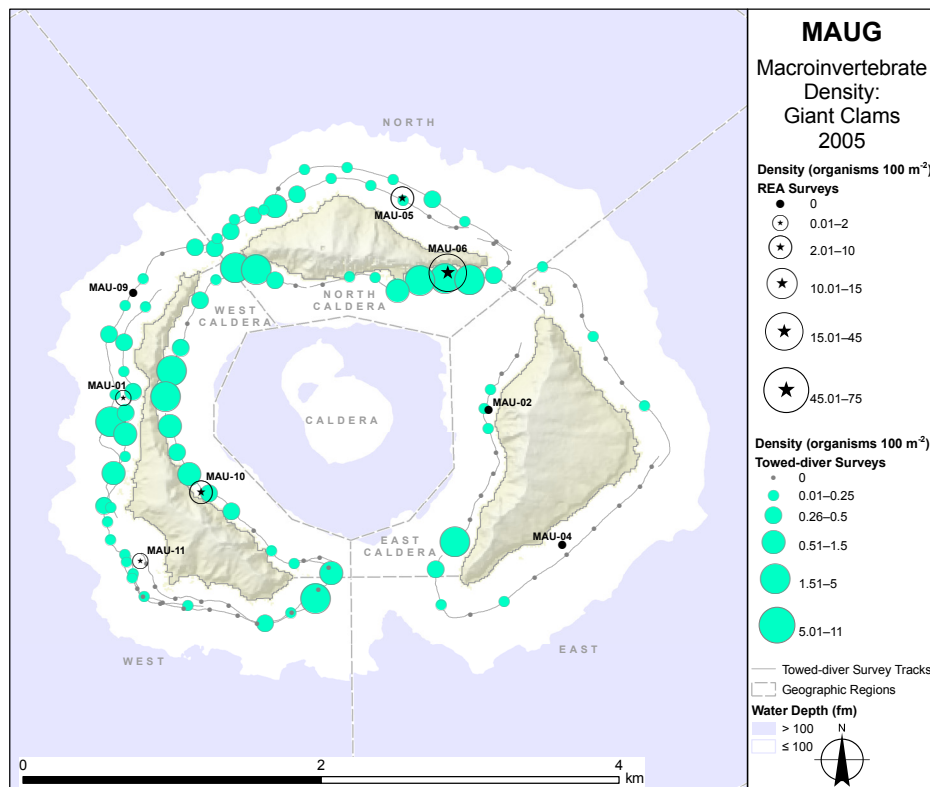 MAUG
Macroinvertebrate
Density:
Giant Clams
2005
Density (organisms 100 m-2)
REA Surveys
0
0.01–2
2.01–10
10.01–15
15.01–45
45.01–75
Density (organisms 100 m-2)
Towed-diver Surveys
0
0.01–0.25
0.26–0.5
0.51–1.5
1.51–5
5.01–11
Towed-diver Survey Tracks
Geographic Regions
Water Depth (fm)
> 100
≤ 100
N
NORTH
MAU-05
MAU-06
MAU-09
WEST
CALDERA
NORTH
CALDERA
MAU-01
MAU-02
CALDERA
MAU-10
EAST
CALDERA
MAU-04
MAU-11
WEST
EAST
0
2
4
km